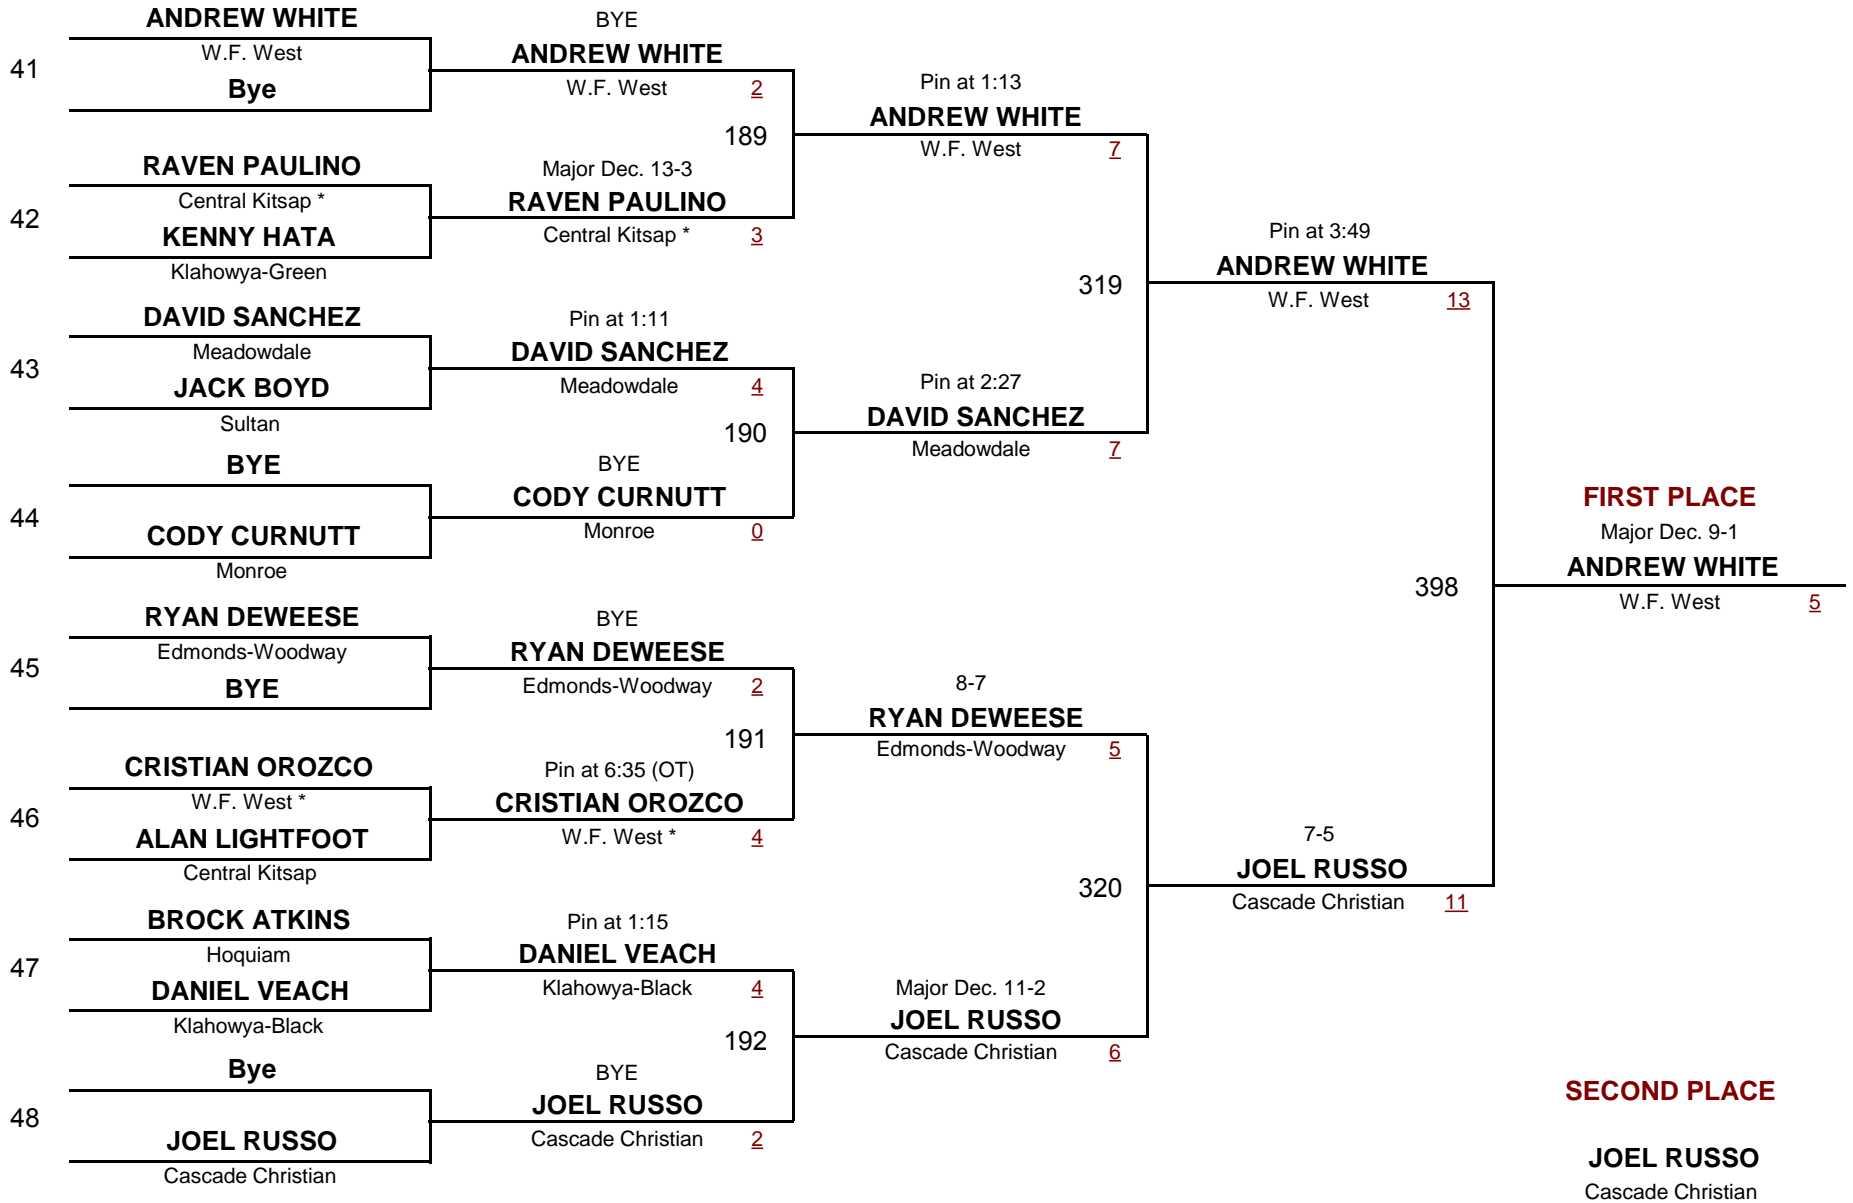 ANDREW WHITE
W.F. West
41
Bye
RAVEN PAULINO
Central Kitsap *
42
KENNY HATA
Klahowya-Green
DAVID SANCHEZ
Meadowdale
43
JACK BOYD
Sultan
BYE
44
CODY CURNUTT
Monroe
RYAN DEWEESE
Edmonds-Woodway
45
BYE
CRISTIAN OROZCO
W.F. West *
46
ALAN LIGHTFOOT
Central Kitsap
BROCK ATKINS
Hoquiam
47
DANIEL VEACH
Klahowya-Black
Bye
48
JOEL RUSSO
Cascade Christian
BYE
ANDREW WHITE
W.F. West 2
189
Major Dec. 13-3
RAVEN PAULINO
Central Kitsap * 3
Pin at 1:11
DAVID SANCHEZ
Meadowdale 4
190
BYE
CODY CURNUTT
Monroe 0
BYE
RYAN DEWEESE
Edmonds-Woodway 2
191
Pin at 6:35 (OT)
CRISTIAN OROZCO
W.F. West * 4
Pin at 1:15
DANIEL VEACH
Klahowya-Black 4
192
BYE
JOEL RUSSO
Cascade Christian 2
Pin at 1:13
ANDREW WHITE
W.F. West 7
319
Pin at 2:27
DAVID SANCHEZ
Meadowdale 7
8-7
RYAN DEWEESE
Edmonds-Woodway 5
320
Major Dec. 11-2
JOEL RUSSO
Cascade Christian 6
Pin at 3:49
ANDREW WHITE
W.F. West 13
398
7-5
JOEL RUSSO
Cascade Christian 11
FIRST PLACE
Major Dec. 9-1
ANDREW WHITE
W.F. West 5
SECOND PLACE
JOEL RUSSO
Cascade Christian